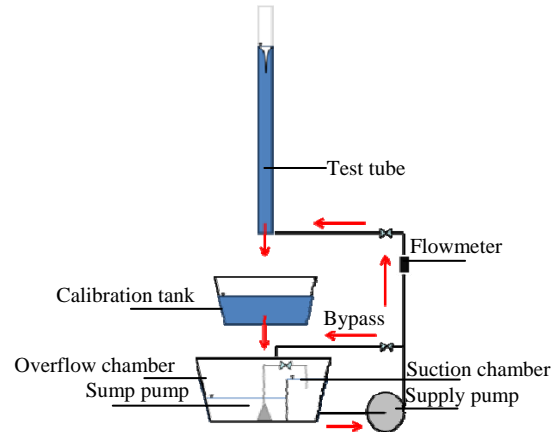 Test tube
Flowmeter
Calibration tank
Bypass
Overflow chamber
Suction chamber
Sump pump
Supply pump